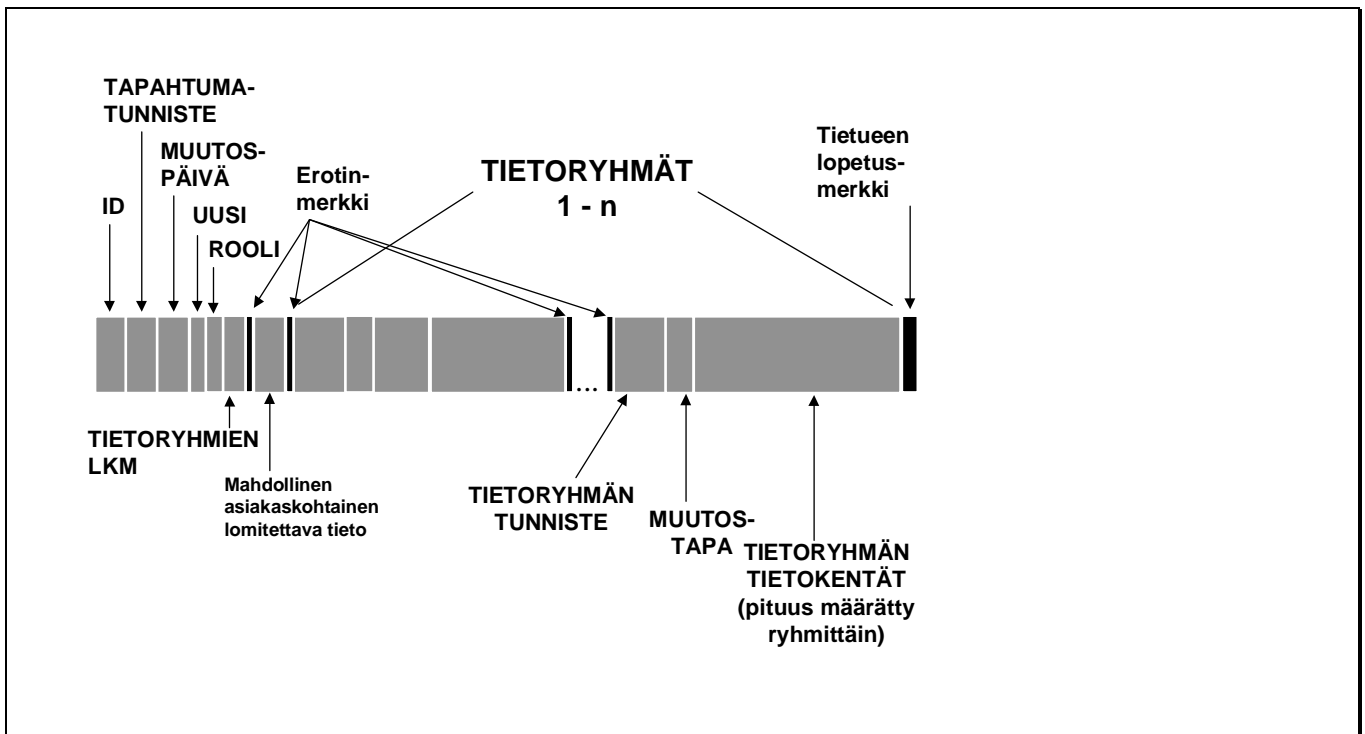 TAPAHTUMA-
TUNNISTE
MUUTOS-
PÄIVÄ
ID
UUSI
ROOLI
Erotin-
merkki
TIETORYHMÄT
1 - n
Tietueen
lopetus-
merkki
...
TIETORYHMIEN
LKM
Mahdollinen
asiakaskohtainen
lomitettava tieto
TIETORYHMÄN
TUNNISTE
MUUTOS-
TAPA
TIETORYHMÄN
TIETOKENTÄT
(pituus määrätty
ryhmittäin)